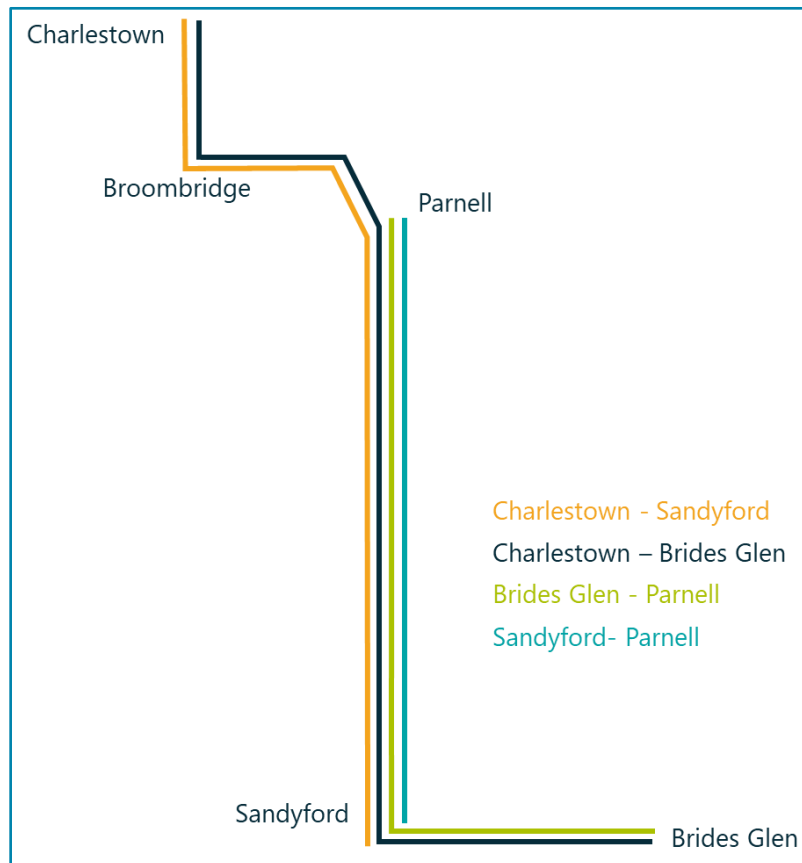 Charlestown
Broombridge
Parnell
Charlestown - Sandyford
Charlestown – Brides Glen
Brides Glen - Parnell
Sandyford- Parnell
Sandyford
Brides Glen